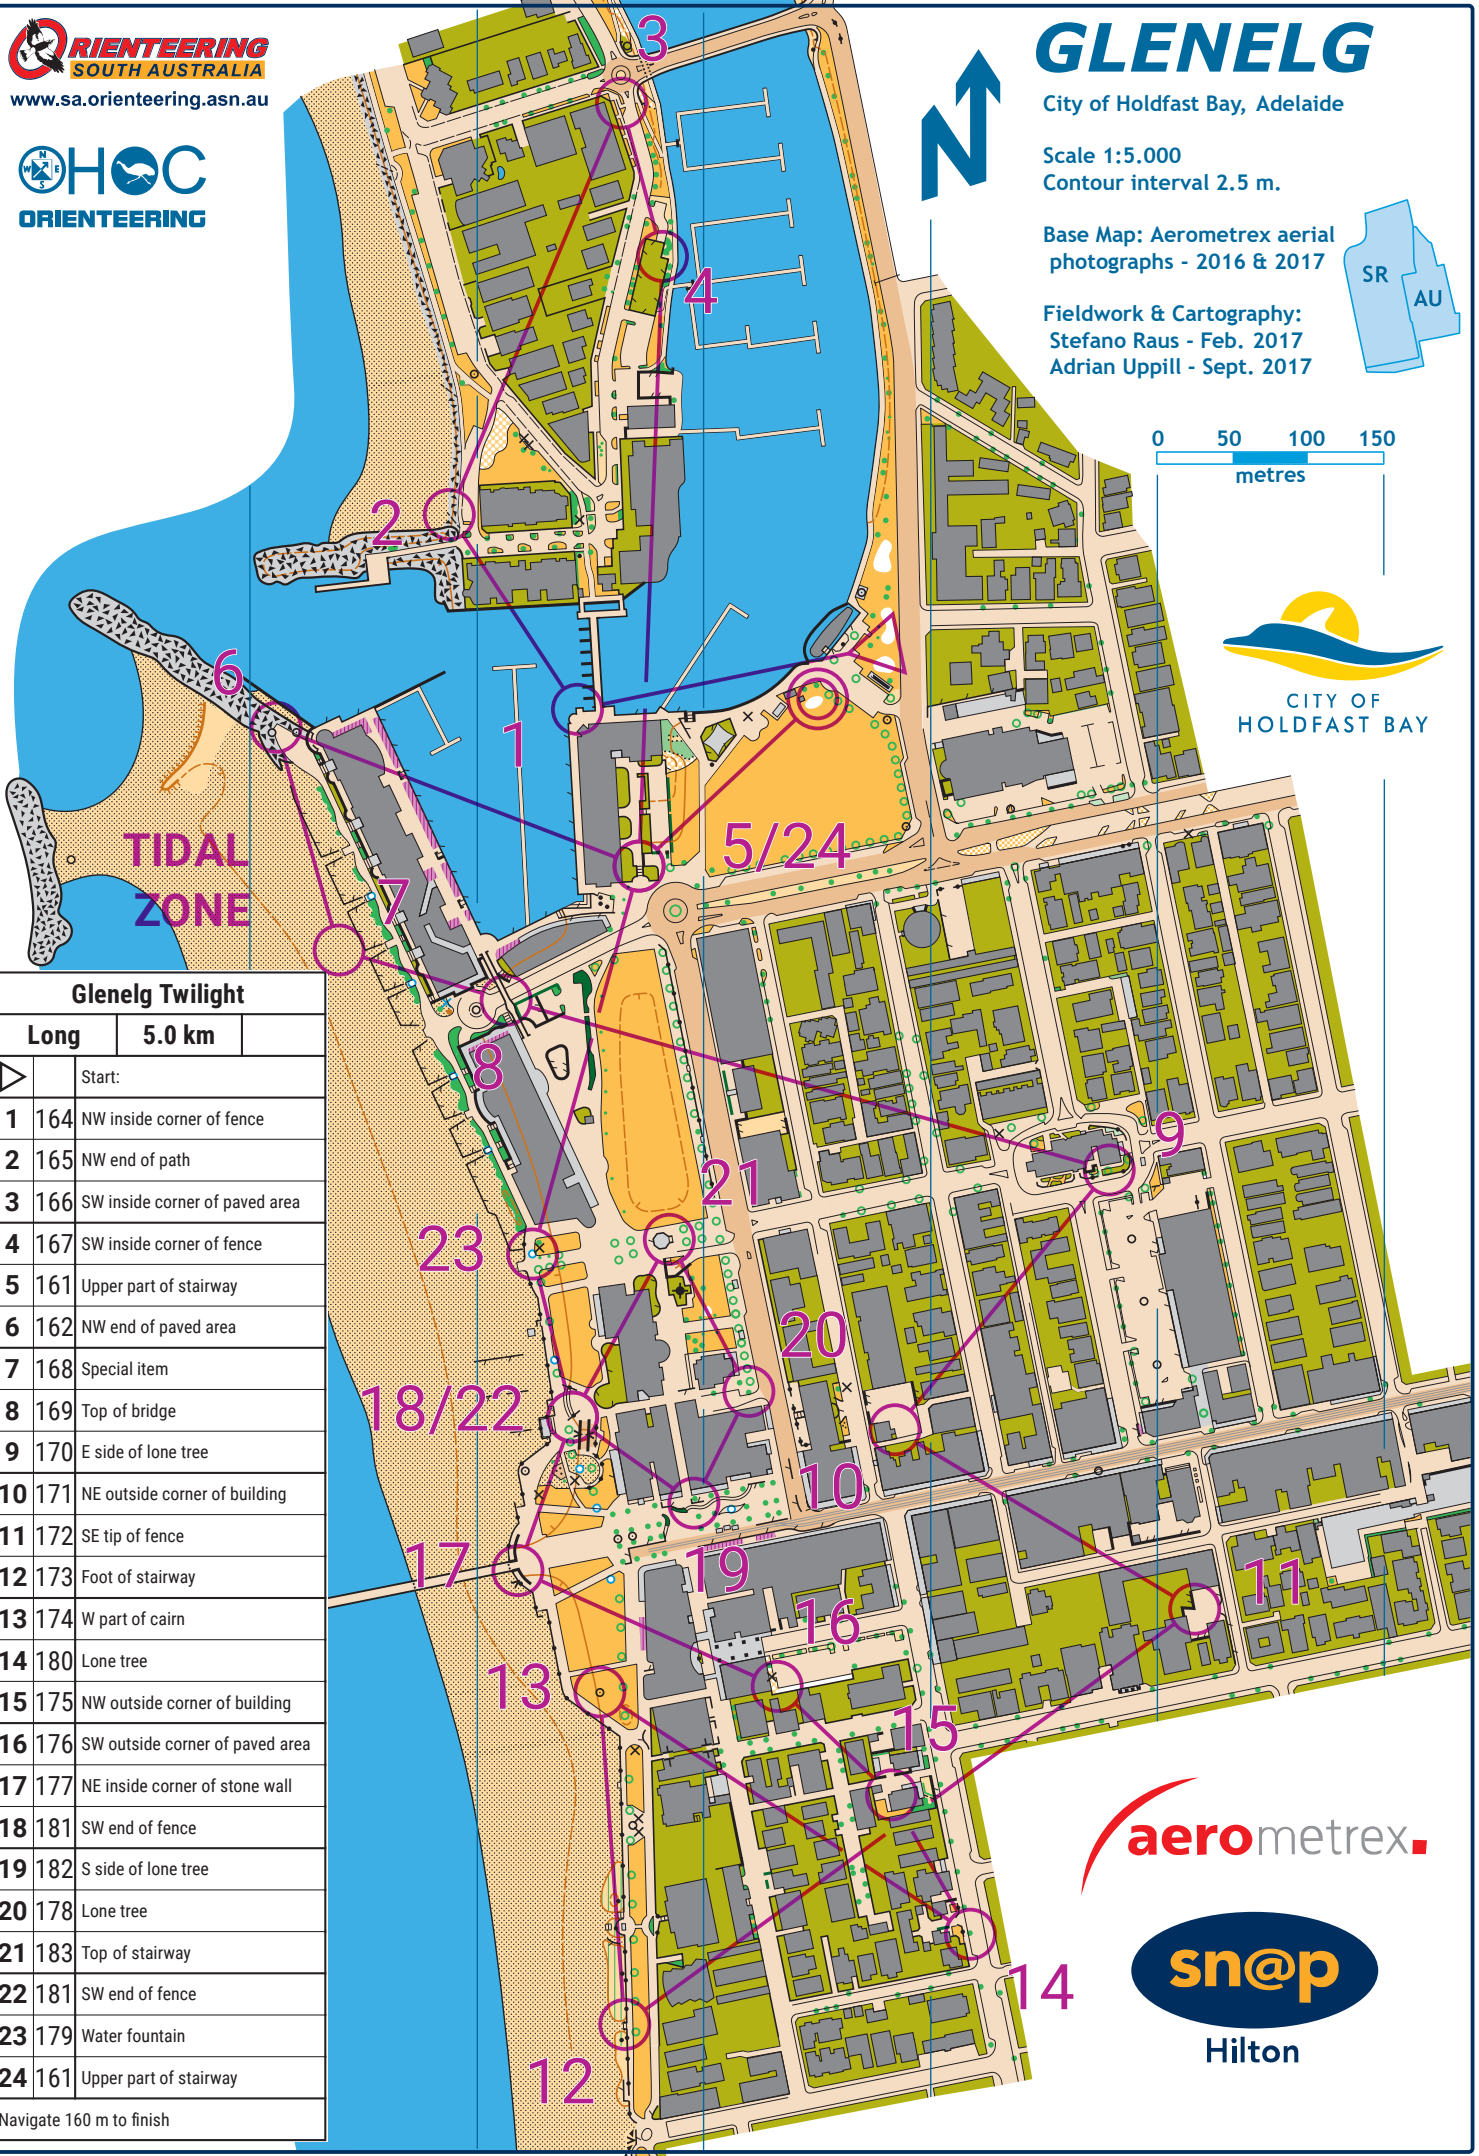 ORIENTEERING
SOUTH AUSTRALIA
www.sa.orienteering.asn.au
OHOC
N
W
E
S
ORIENTEERING
GLENELG
City of Holdfast Bay, Adelaide
Scale 1:5.000
Contour interval 2.5 m.
Base Map: Aerometrex aerial
photographs - 2016 & 2017
Fieldwork & Cartography:
Stefano Raus - Feb. 2017
Adrian Uppill - Sept. 2017
N
SR
AU
0 50 100 150
metres
CITY OF
HOLDFAST BAY
3
4
2
6
1
5/24
TIDAL
ZONE
7
8
9
21
23
20
18/22
10
19
17
11
16
13
15
14
12
Glenelg Twilight
Long 5.0 km
Start:
1 164 NW inside corner of fence
2 165 NW end of path
3 166 SW inside corner of paved area
4 167 SW inside corner of fence
5 161 Upper part of stairway
6 162 NW end of paved area
7 168 Special item
8 169 Top of bridge
9 170 E side of lone tree
10 171 NE outside corner of building
11 172 SE tip of fence
12 173 Foot of stairway
13 174 W part of cairn
14 180 Lone tree
15 175 NW outside corner of building
16 176 SW outside corner of paved area
17 177 NE inside corner of stone wall
18 181 SW end of fence
19 182 S side of lone tree
20 178 Lone tree
21 183 Top of stairway
22 181 SW end of fence
23 179 Water fountain
24 161 Upper part of stairway
Navigate 160 m to finish
aerometrex.
sn@p
Hilton